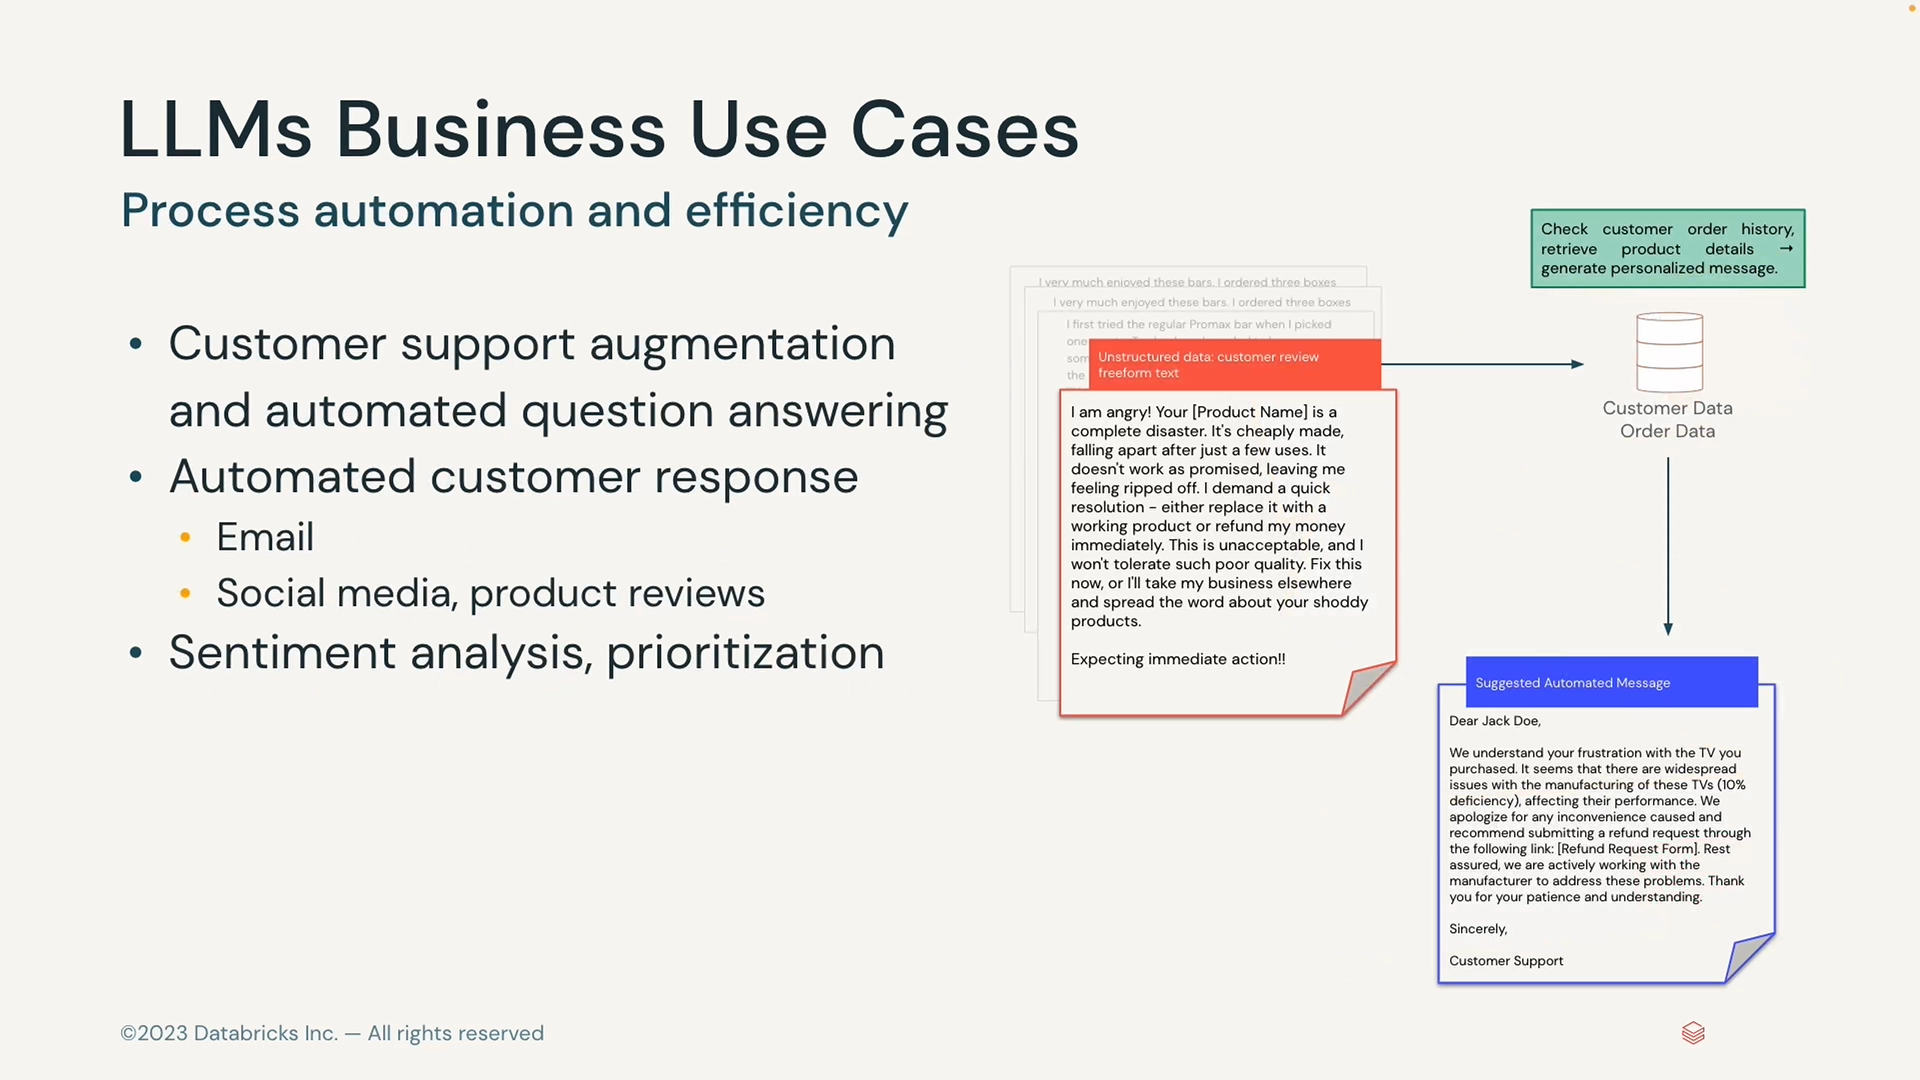 LLMs Business Use Cases
Process automation and efficiency
• Customer support augmentation
and automated question answering
• Automated customer response
• Email
• Social media, product reviews
• Sentiment analysis, prioritization
I very much enjoyed these bars. I ordered three boxes
I very much enjoyed these bars. I ordered three boxes
I first tried the regular Promax bar when I picked
one
som
the
Unstructured data: customer review
freeform text
I am angry! Your [Product Name] is a
complete disaster. It's cheaply made,
falling apart after just a few uses. It
doesn't work as promised, leaving me
feeling ripped off. I demand a quick
resolution - either replace it with a
working product or refund my money
immediately. This is unacceptable, and I
won't tolerate such poor quality. Fix this
now, or I'll take my business elsewhere
and spread the word about your shoddy
products.
Expecting immediate action!!
Check customer order history,
retrieve product details →
generate personalized message.
Customer Data
Order Data
Suggested Automated Message
Dear Jack Doe,
We understand your frustration with the TV you
purchased. It seems that there are widespread
issues with the manufacturing of these TVs (10%
deficiency), affecting their performance. We
apologize for any inconvenience caused and
recommend submitting a refund request through
the following link: [Refund Request Form]. Rest
assured, we are actively working with the
manufacturer to address these problems. Thank
you for your patience and understanding.
Sincerely,
Customer Support
©2023 Databricks Inc. — All rights reserved